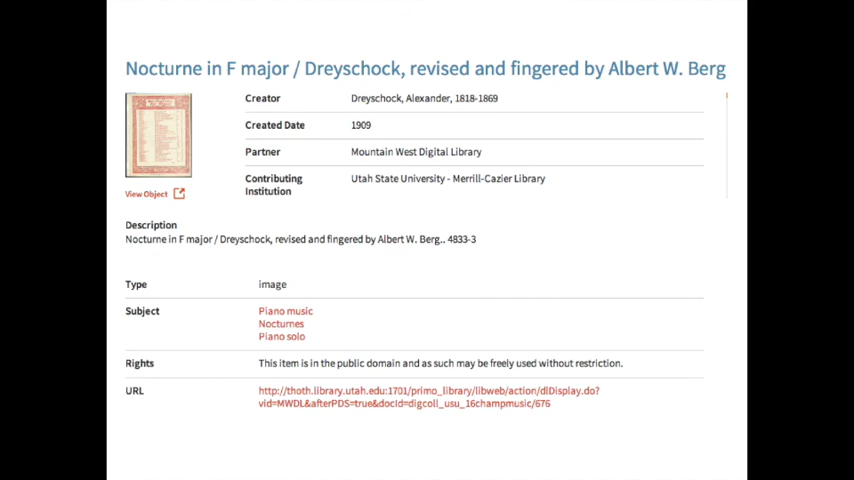 Nocturne in F major / Dreyschock, revised and fingered by Albert W. Berg
Creator Dreyschock, Alexander, 1818-1869
Created Date 1909
Partner Mountain West Digital Library
Contributing Institution Utah State University - Merrill-Cazier Library
View Object
Description
Nocturne in F major / Dreyschock, revised and fingered by Albert W. Berg,. 4833-3
Type image
Subject Piano music
Nocturnes
Piano solo
Rights This item is in the public domain and as such may be freely used without restriction.
URL http://thoth.library.utah.edu:1701/primo_library/libweb/action/dlDisplay.do?
vid=MWDL&afterPDS=true&docId=digcoll_usu_16champmusic/676